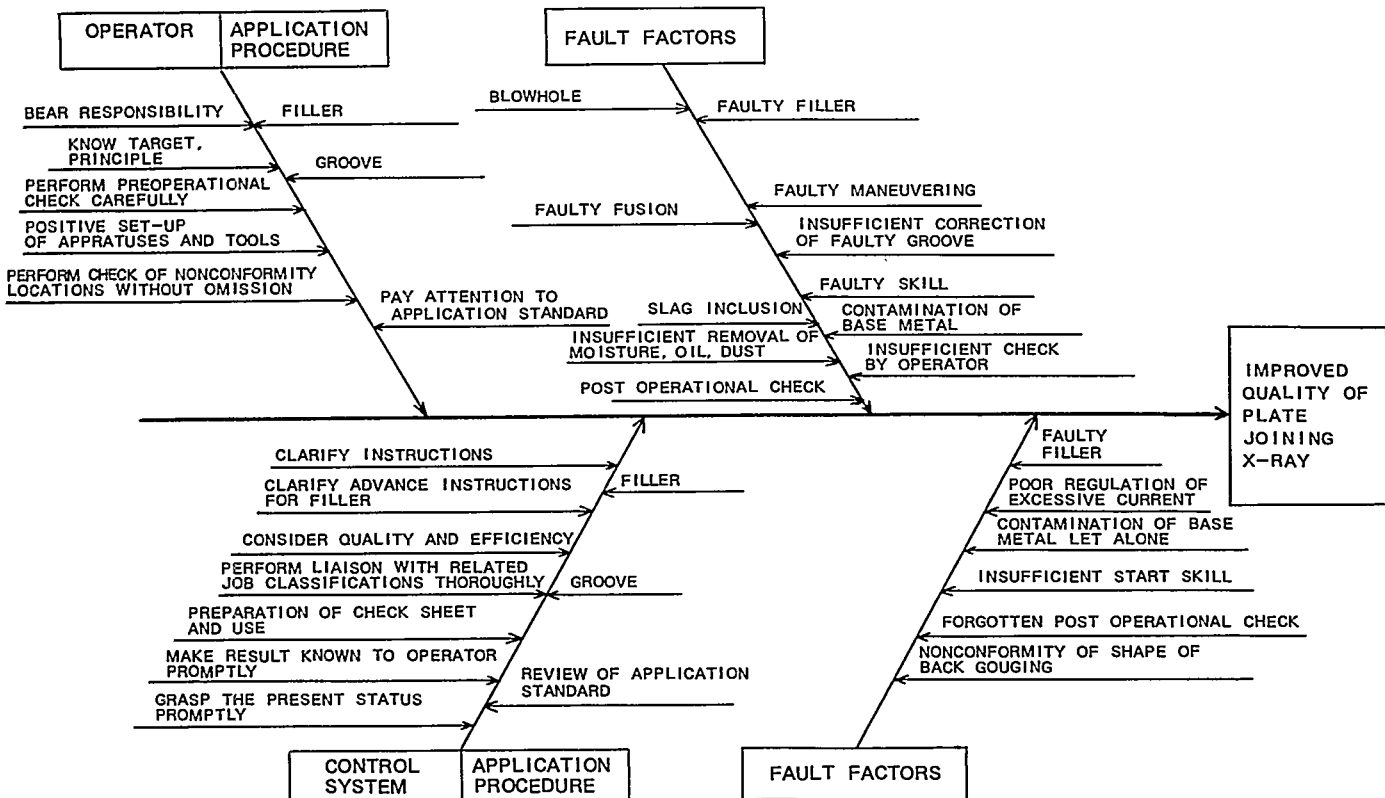 OPERATOR
APPLICATION
PROCEDURE
BEAR RESPONSIBILITY
FILLER
KNOW TARGET,
PRINCIPLE
GROOVE
PERFORM PREOPERATIONAL
CHECK CAREFULLY
POSITIVE SET-UP
OF APPRATUSES AND TOOLS
PERFORM CHECK OF NONCONFORMITY
LOCATIONS WITHOUT OMISSION
PAY ATTENTION TO
APPLICATION STANDARD
FAULT FACTORS
BLOWHOLE
FAULTY FILLER
FAULTY MANEUVERING
FAULTY FUSION
INSUFFICIENT CORRECTION
OF FAULTY GROOVE
FAULTY SKILL
SLAG INCLUSION
CONTAMINATION OF
BASE METAL
INSUFFICIENT REMOVAL OF
MOISTURE, OIL, DUST
INSUFFICIENT CHECK
BY OPERATOR
POST OPERATIONAL CHECK
IMPROVED
QUALITY OF
PLATE
JOINING
X-RAY
CLARIFY INSTRUCTIONS
FILLER
CLARIFY ADVANCE INSTRUCTIONS
FOR FILLER
CONSIDER QUALITY AND EFFICIENCY
PERFORM LIAISON WITH RELATED
JOB CLASSIFICATIONS THOROUGHLY
GROOVE
PREPARATION OF CHECK SHEET
AND USE
MAKE RESULT KNOWN TO OPERATOR
PROMPTLY
REVIEW OF APPLICATION
STANDARD
GRASP THE PRESENT STATUS
PROMPTLY
CONTROL
SYSTEM
APPLICATION
PROCEDURE
FAULTY
FILLER
POOR REGULATION OF
EXCESSIVE CURRENT
CONTAMINATION OF BASE
METAL LET ALONE
INSUFFICIENT START SKILL
FORGOTTEN POST OPERATIONAL CHECK
NONCONFORMITY OF SHAPE OF
BACK GOUGING
FAULT FACTORS